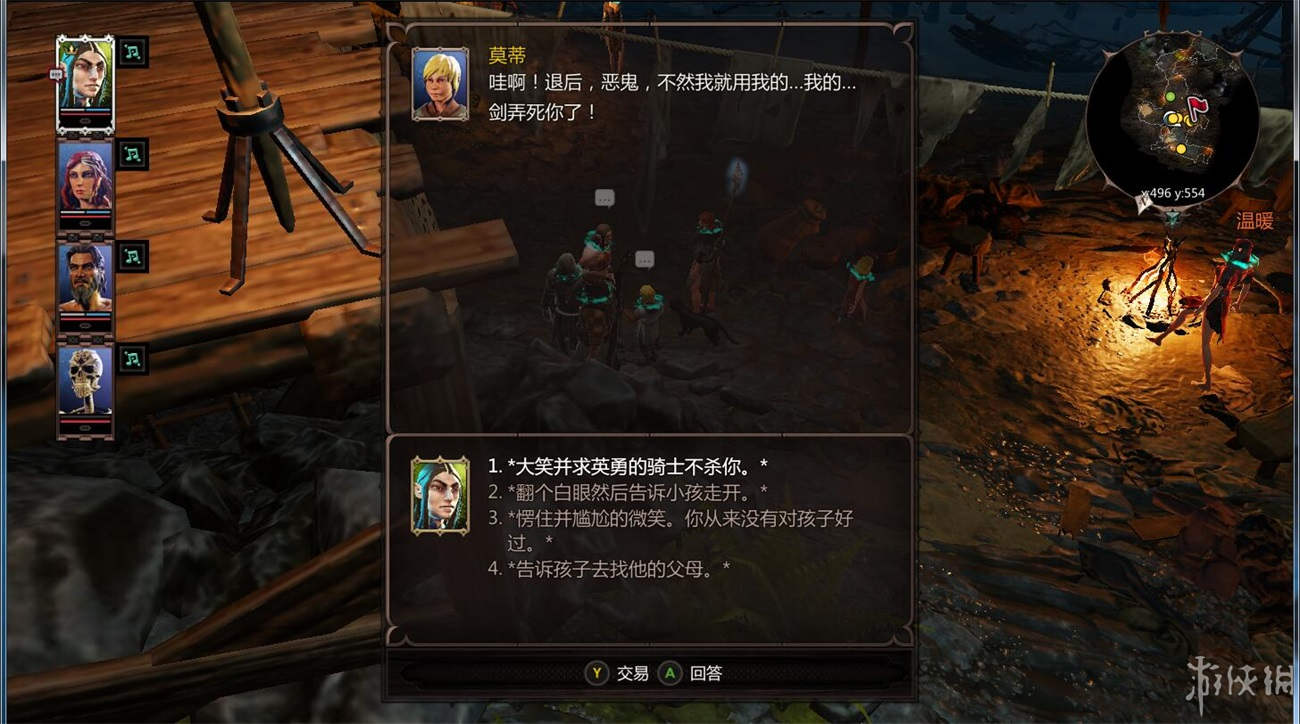 莫蒂
哇啊！退后，恶鬼，不然我就用我的...我的...
剑弄死你了！
x:496 y:554
温暖
1. *大笑并求英勇的骑士不杀你。*
2. *翻个白眼然后告诉小孩走开。*
3. *愣住并尴尬的微笑。你从来没有对孩子好
过。*
4. *告诉孩子去找他的父母。*
Y 交易 A 回答
游侠网